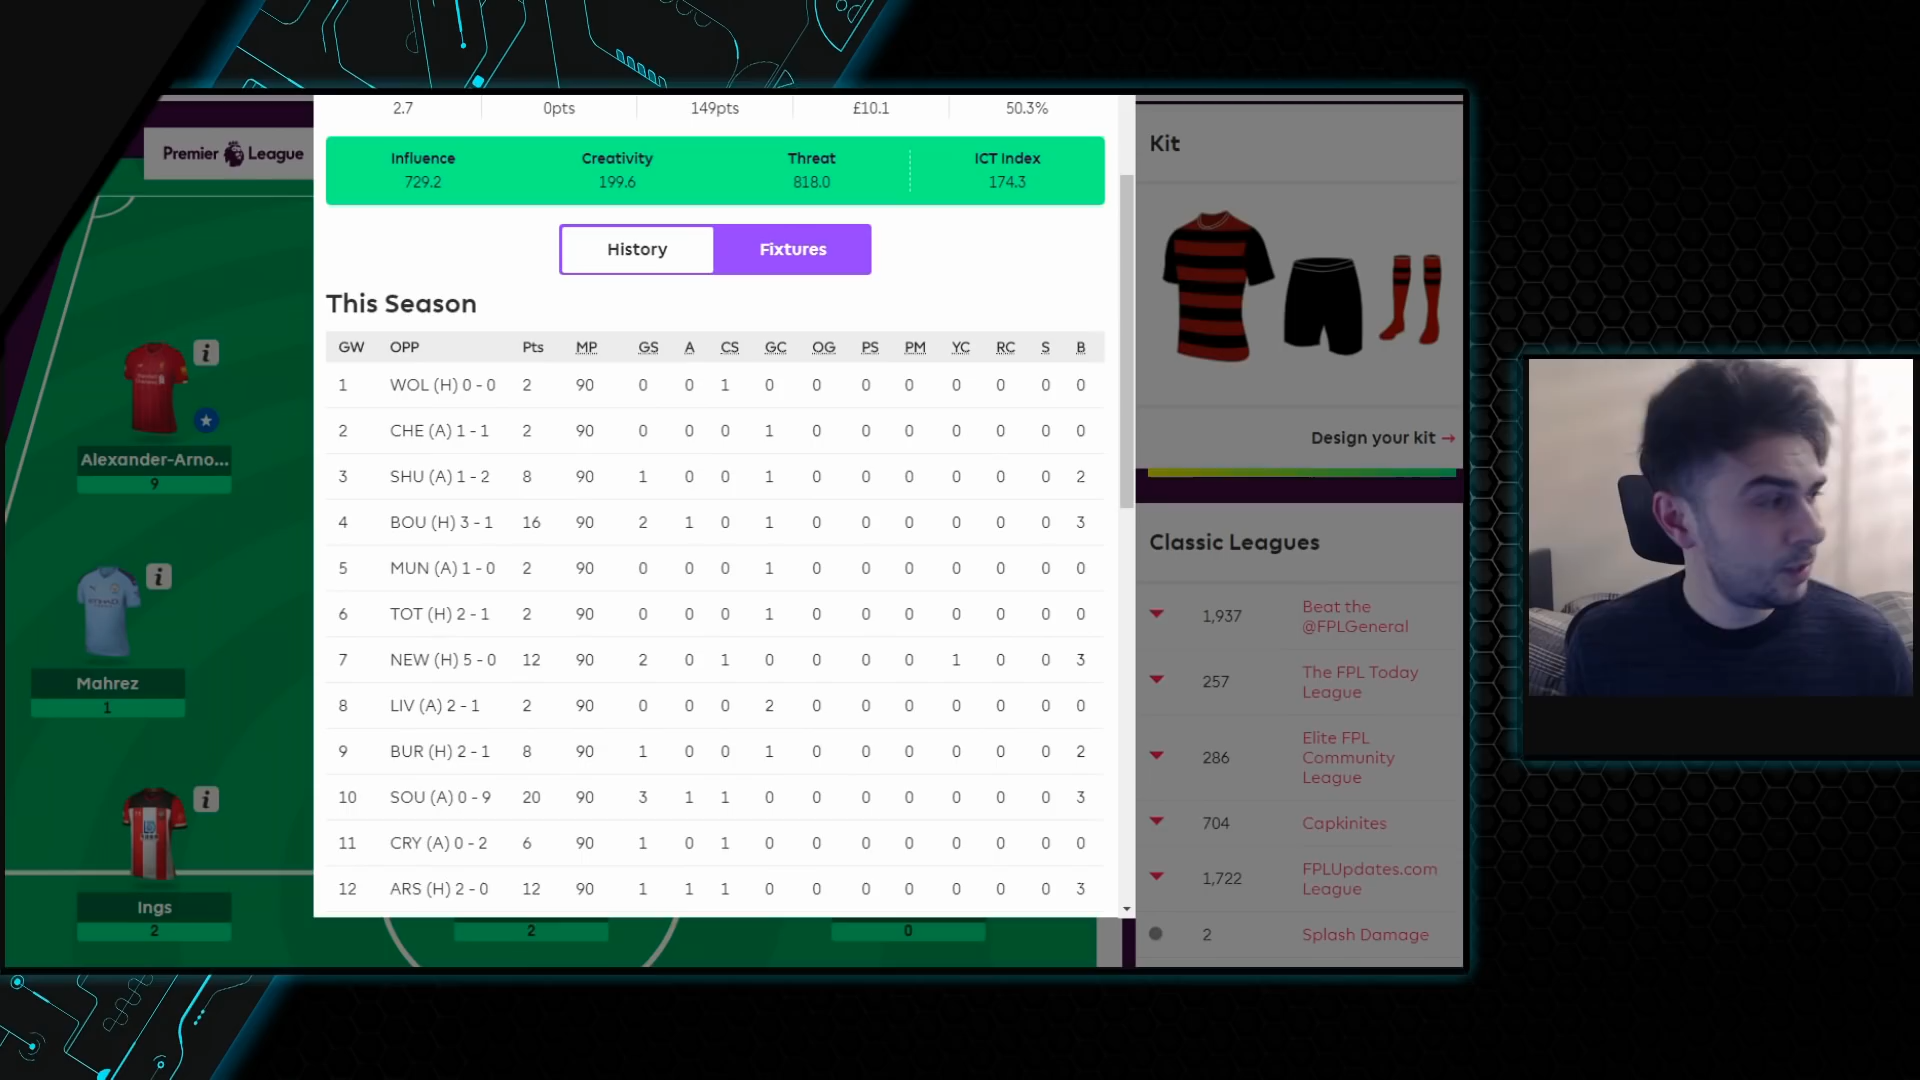 2.7 0pts 149pts £10.1 50.3%
Premier League
Influence Creativity Threat ICT Index
729.2 199.6 818.0 174.3
History Fixtures
This Season
GW OPP Pts MP GS A CS GC OG PS PM YC RC S B
1 WOL (H) 0 - 0 2 90 0 0 1 0 0 0 0 0 0 0 0
2 CHE (A) 1 - 1 2 90 0 0 0 1 0 0 0 0 0 0 0
3 SHU (A) 1 - 2 8 90 1 0 0 1 0 0 0 0 0 0 2
4 BOU (H) 3 - 1 16 90 2 1 0 1 0 0 0 0 0 0 3
5 MUN (A) 1 - 0 2 90 0 0 0 1 0 0 0 0 0 0 0
6 TOT (H) 2 - 1 2 90 0 0 0 1 0 0 0 0 0 0 0
7 NEW (H) 5 - 0 12 90 2 0 1 0 0 0 0 1 0 0 3
8 LIV (A) 2 - 1 2 90 0 0 0 2 0 0 0 0 0 0 0
9 BUR (H) 2 - 1 8 90 1 0 0 1 0 0 0 0 0 0 2
10 SOU (A) 0 - 9 20 90 3 1 1 0 0 0 0 0 0 0 3
11 CRY (A) 0 - 2 6 90 1 0 1 0 0 0 0 0 0 0 0
12 ARS (H) 2 - 0 12 90 1 1 1 0 0 0 0 0 0 0 3
i
Alexander-Arno...
9
i
Mahrez
1
i
Ings
2
2
0
Kit
Design your kit →
Classic Leagues
1,937 Beat the
@FPLGeneral
257 The FPL Today
League
286 Elite FPL
Community
League
704 Capkinites
1,722 FPLUpdates.com
League
2 Splash Damage